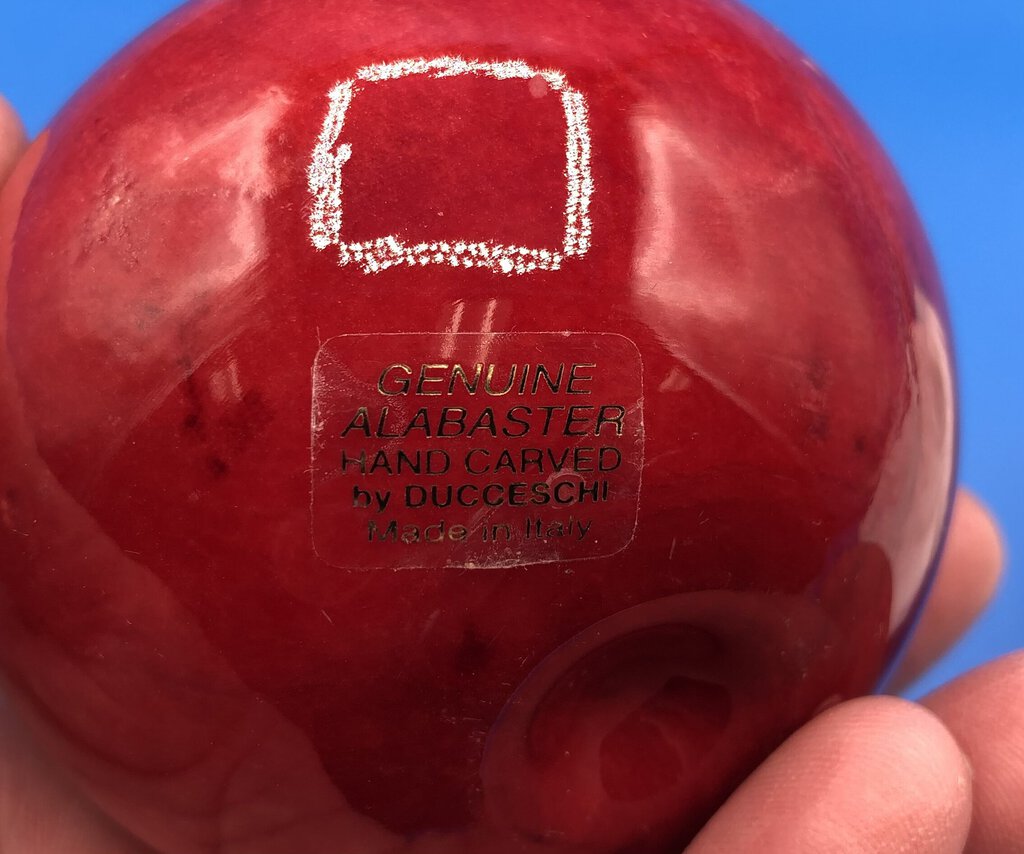 GENUINE
ALABASTER
HAND CARVED
by DUCCESCHI
Made in Italy